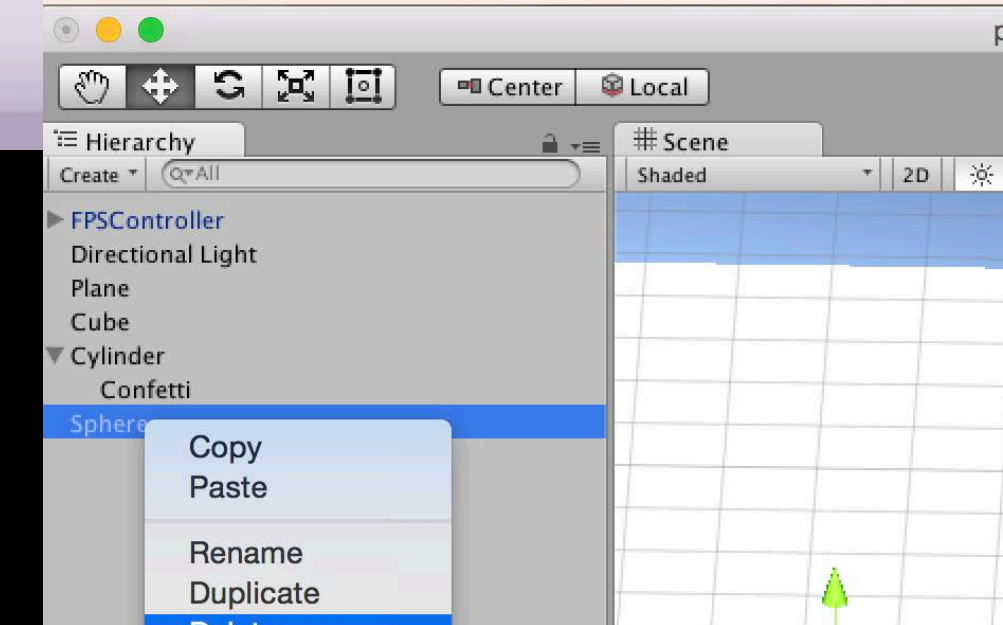 Center Local
Hierarchy
Scene
Create
All
Shaded
2D
FPSController
Directional Light
Plane
Cube
Cylinder
Confetti
Sphere
Copy
Paste
Rename
Duplicate